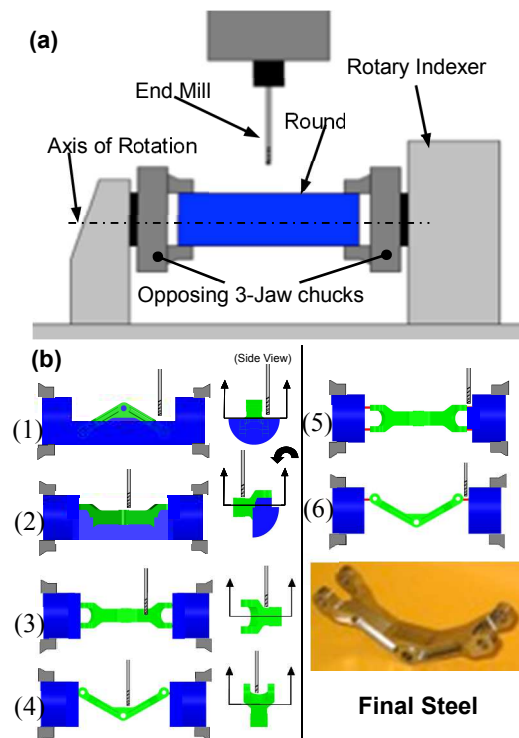 (a)
End Mill
Rotary Indexer
Round
Axis of Rotation
Opposing 3-Jaw chucks
(b)
(Side View)
(1)
(2)
(3)
(4)
(5)
(6)
Final Steel